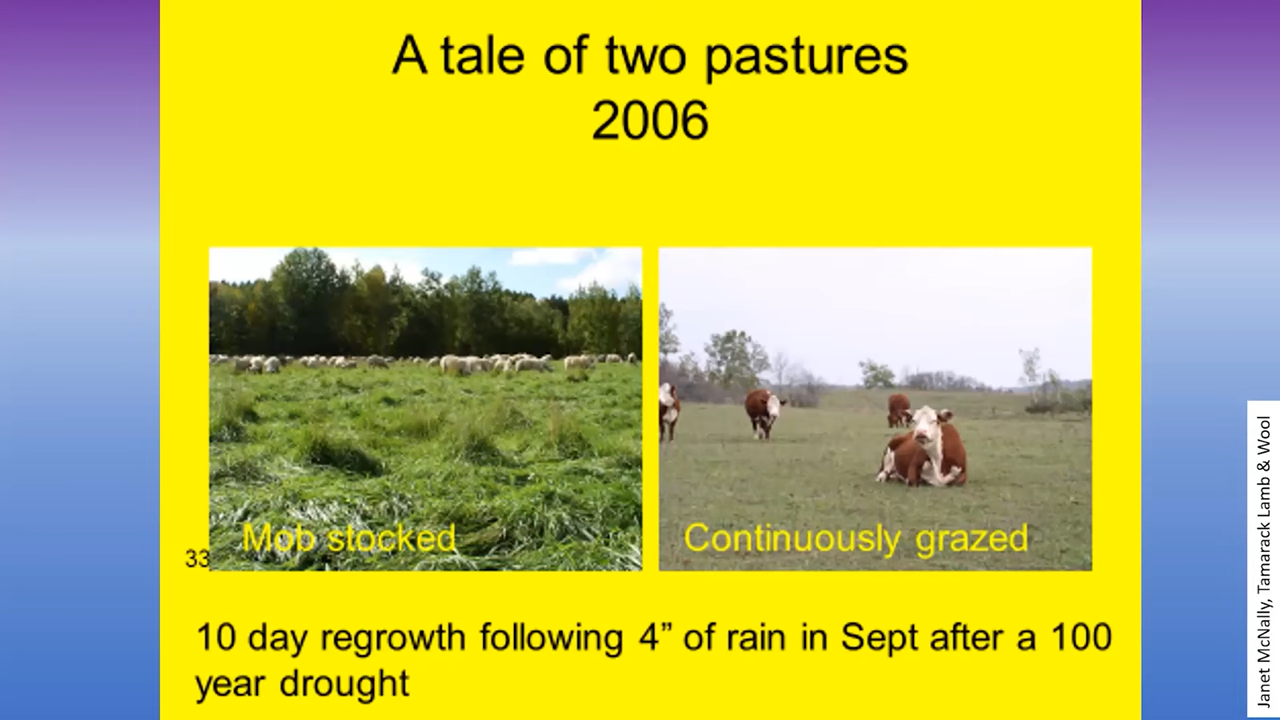 A tale of two pastures
2006
Mob stocked
Continuously grazed
33
10 day regrowth following 4” of rain in Sept after a 100
year drought
Janet McNally, Tamarack Lamb & Wool